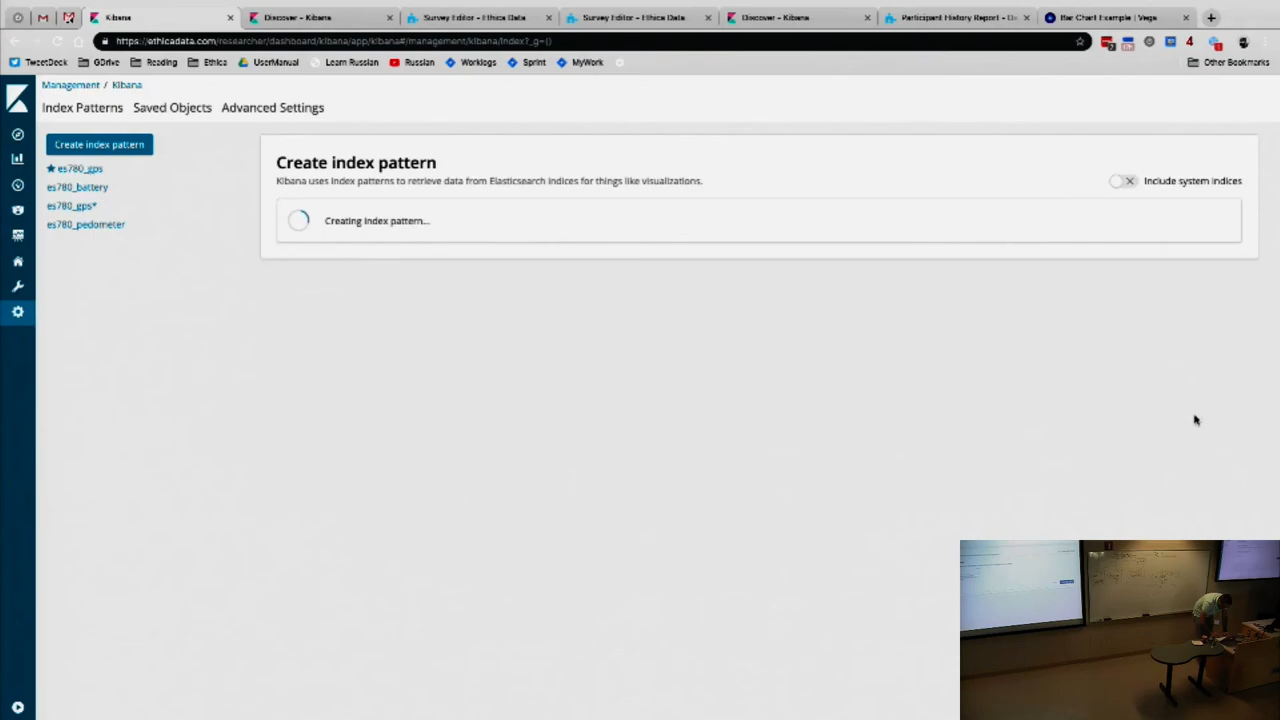 Kibana
Discover - Kibana
Survey Editor - Ethica Data
Survey Editor - Ethica Data
Discover - Kibana
Participant History Report - D
Bar Chart Example | Vega
https://ethicadata.com/researcher/dashboard/kibana/app/kibana#/management/kibana/index?_g=()
TweetDeck
GDrive
Reading
Ethica
UserManual
Learn Russian
Russian
Worklogs
Sprint
MyWork
Other Bookmarks
Management / Kibana
Index Patterns Saved Objects Advanced Settings
Create index pattern
es780_gps
es780_battery
es780_gps*
es780_pedometer
Create index pattern
Kibana uses index patterns to retrieve data from Elasticsearch indices for things like visualizations.
Include system indices
Creating index pattern...